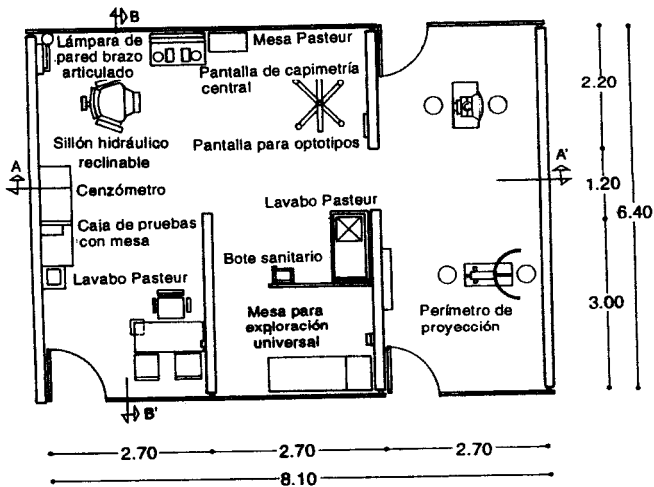 B
Lámpara de
pared brazo
articulado
Mesa Pasteur
Pantalla de capimetría
central
2.20
Sillón hidráulico
reclinable
Pantalla para optotipos
A
A'
Cenzómetro
1.20
6.40
Lavabo Pasteur
Caja de pruebas
con mesa
Bote sanitario
Lavabo Pasteur
Mesa para
exploración
universal
Perímetro de
proyección
3.00
B'
2.70
2.70
2.70
8.10